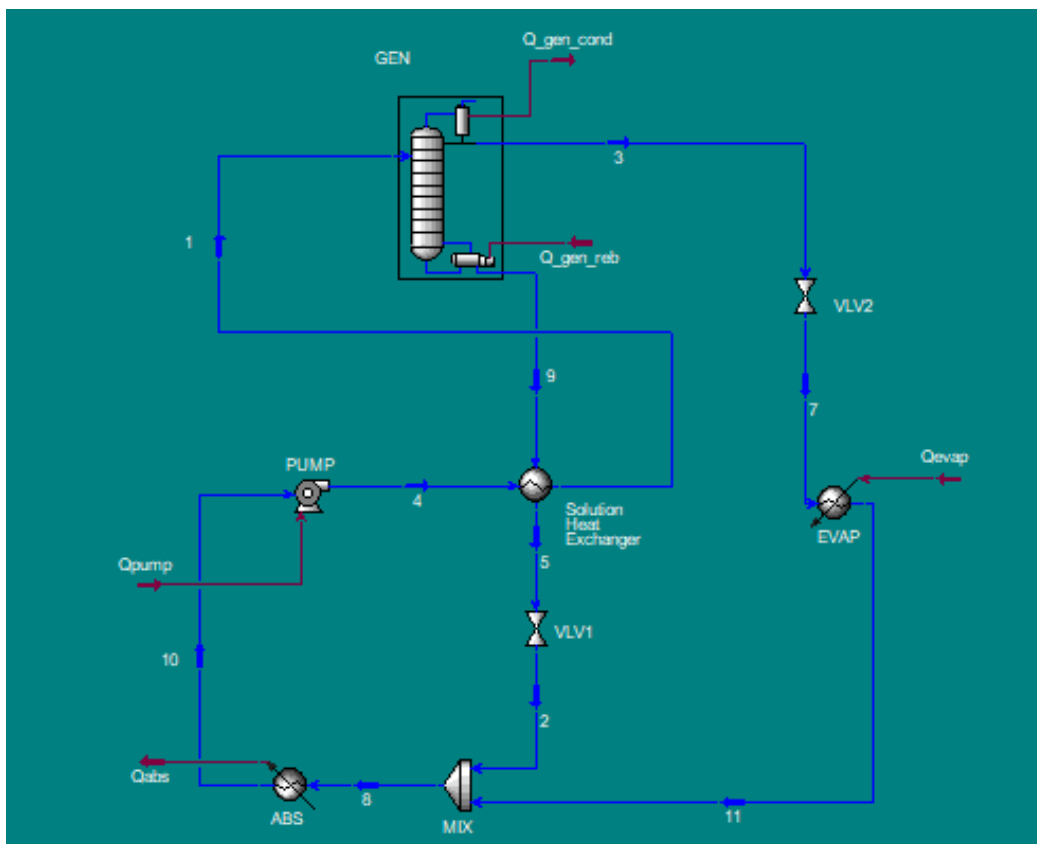 Q_gen_cond
GEN
3
1
Q_gen_reb
VLV2
9
7
PUMP
Qevap
4
Solution
Heat
Exchanger
EVAP
5
Qpump
VLV1
10
2
Qabs
8
ABS
MIX
11